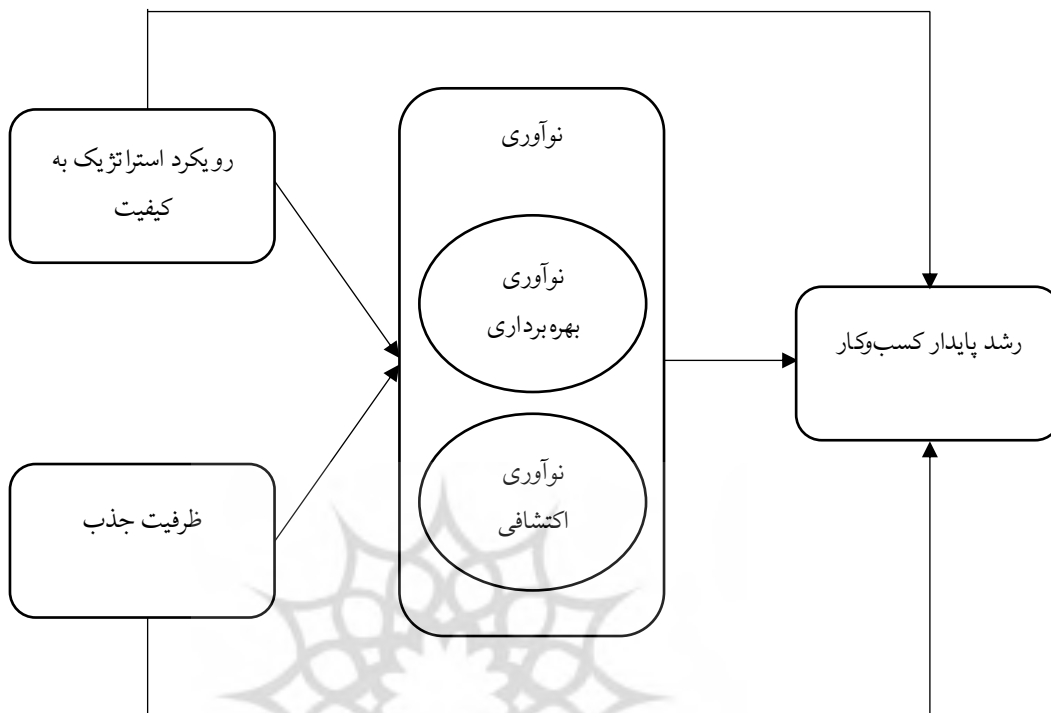 نوآوری
رویکرد استراتژیک به
کیفیت
نوآوری
بهره‌برداری
رشد پایدار کسب‌وکار
نوآوری
اکتشافی
ظرفیت جذب